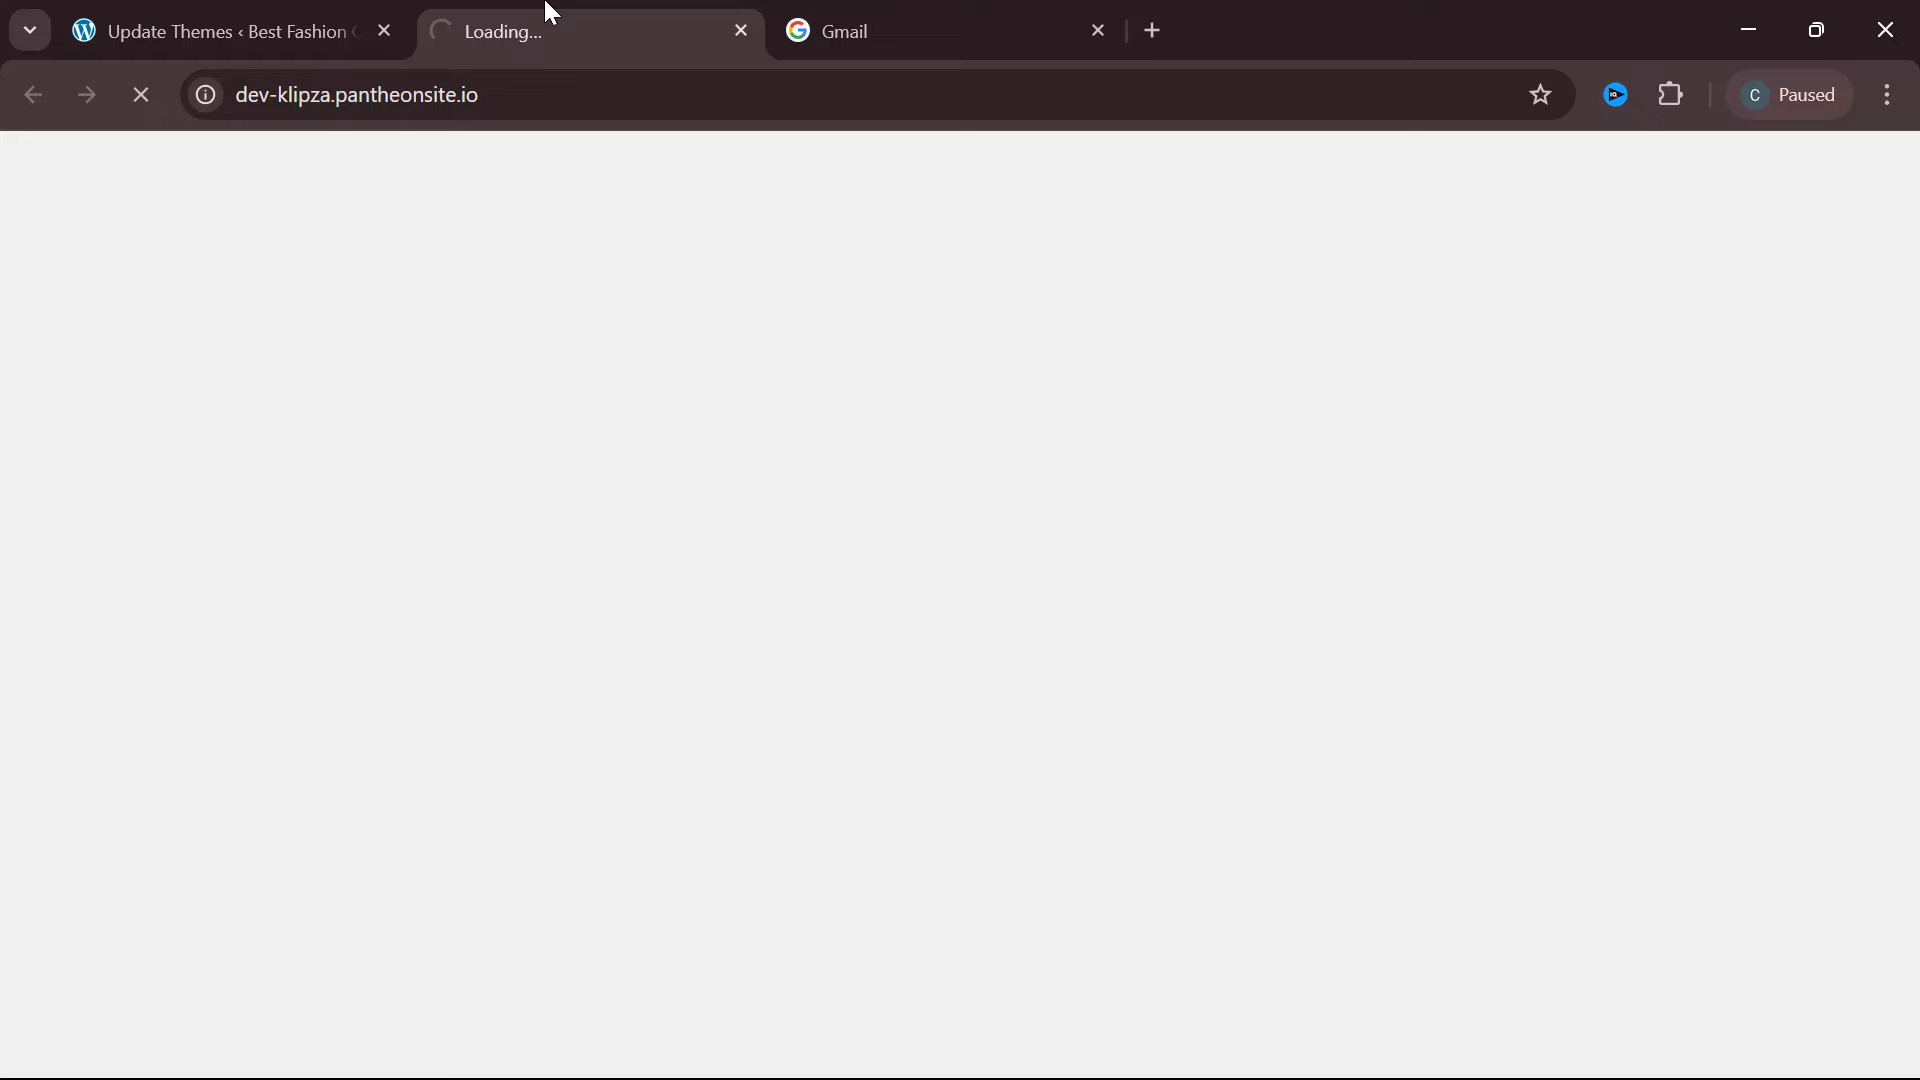 Update Themes ‹ Best Fashion
Loading...
Gmail
dev-klipza.pantheonsite.io
C
Paused